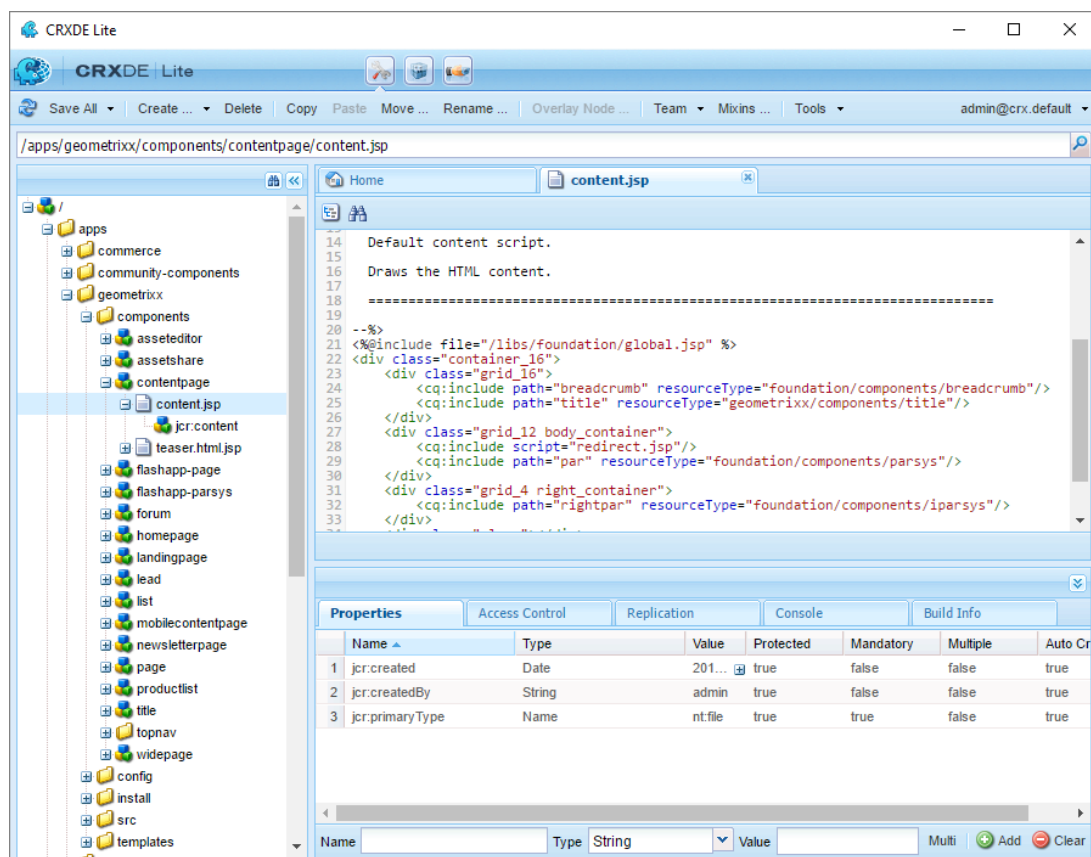 CRXDE Lite
CRXDE | Lite
Save All Create ... Delete Copy Paste Move ... Rename ... Overlay Node ... Team Mixins ... Tools admin@crx.default
/apps/geometrixx/components/contentpage/content.jsp
Home content.jsp
/
apps
commerce
community-components
geometrixx
components
asseteditor
assetshare
contentpage
content.jsp
jcr:content
teaser.html.jsp
flashapp-page
flashapp-parsys
forum
homepage
landingpage
lead
list
mobilecontentpage
newsletterpage
page
productlist
title
topnav
widepage
config
install
src
templates
14 Default content script.
15
16 Draws the HTML content.
17
18 ==============================================================================
19
20 --%>
21 <%@include file="/libs/foundation/global.jsp" %>
22 <div class="container_16">
23 <div class="grid_16">
24 <cq:include path="breadcrumb" resourceType="foundation/components/breadcrumb"/>
25 <cq:include path="title" resourceType="geometrixx/components/title"/>
26 </div>
27 <div class="grid_12 body_container">
28 <cq:include script="redirect.jsp"/>
29 <cq:include path="par" resourceType="foundation/components/parsys"/>
30 </div>
31 <div class="grid_4 right_container">
32 <cq:include path="rightpar" resourceType="foundation/components/iparsys"/>
33 </div>
Properties Access Control Replication Console Build Info
Name Type Value Protected Mandatory Multiple Auto Cr
1 jcr:created Date 201... true false false true
2 jcr:createdBy String admin true false false true
3 jcr:primaryType Name nt:file true true false true
Name Type String Value Multi Add Clear